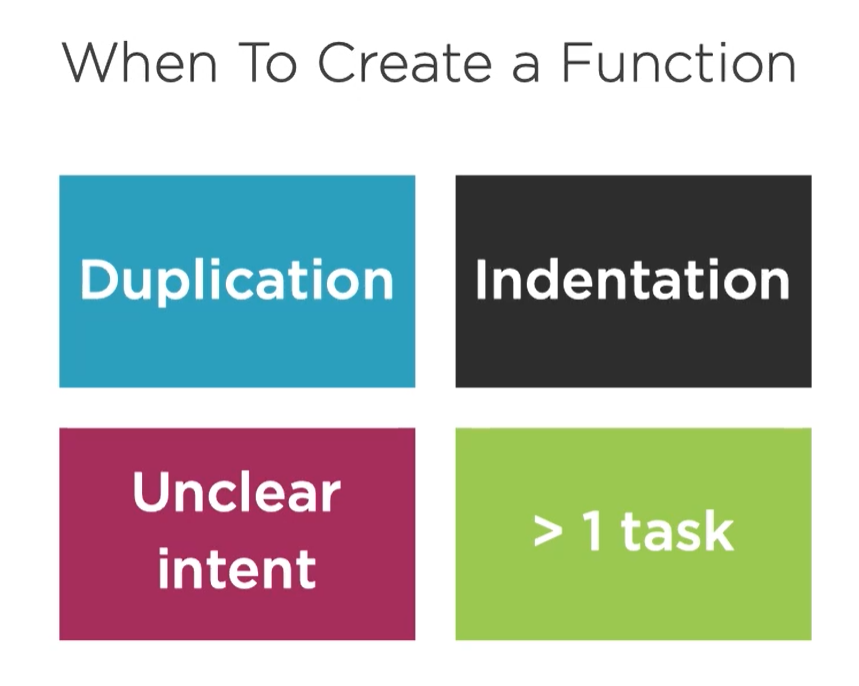 When To Create a Function
Duplication
Indentation
Unclear
intent
> 1 task